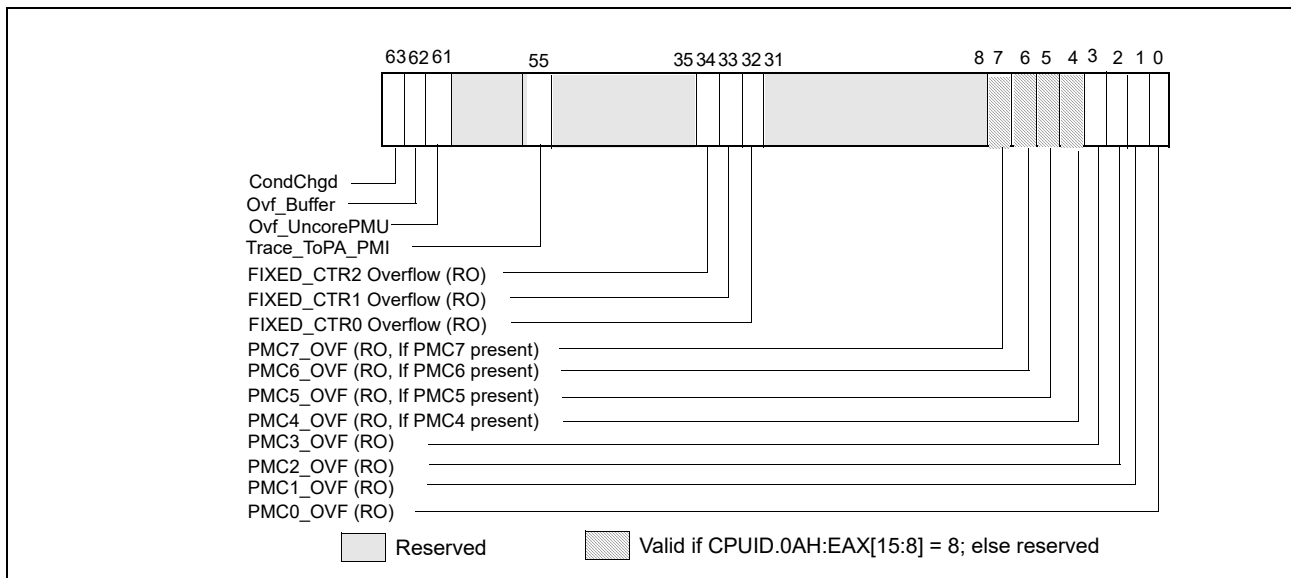 63 62 61 55 35 34 33 32 31 8 7 6 5 4 3 2 1 0
CondChgd
Ovf_Buffer
Ovf_UncorePMU
Trace_ToPA_PMI
FIXED_CTR2 Overflow (RO)
FIXED_CTR1 Overflow (RO)
FIXED_CTR0 Overflow (RO)
PMC7_OVF (RO, If PMC7 present)
PMC6_OVF (RO, If PMC6 present)
PMC5_OVF (RO, If PMC5 present)
PMC4_OVF (RO, If PMC4 present)
PMC3_OVF (RO)
PMC2_OVF (RO)
PMC1_OVF (RO)
PMC0_OVF (RO)
Reserved
Valid if CPUID.0AH:EAX[15:8] = 8; else reserved